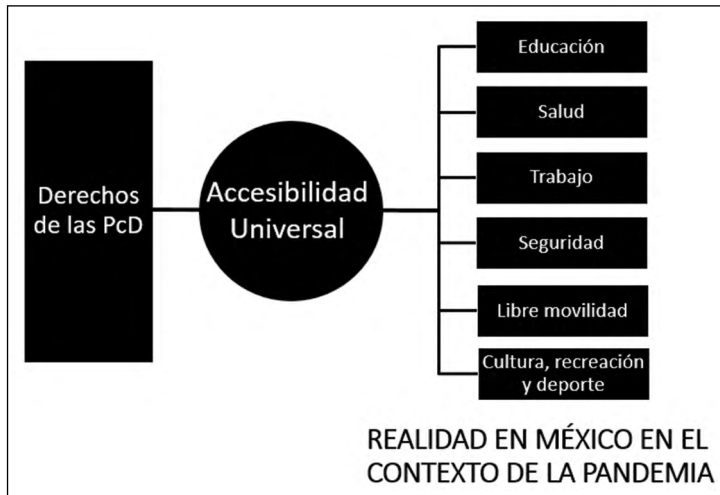 Derechos
de las PcD
Accesibilidad
Universal
Educación
Salud
Trabajo
Seguridad
Libre movilidad
Cultura, recreación
y deporte
REALIDAD EN MÉXICO EN EL
CONTEXTO DE LA PANDEMIA